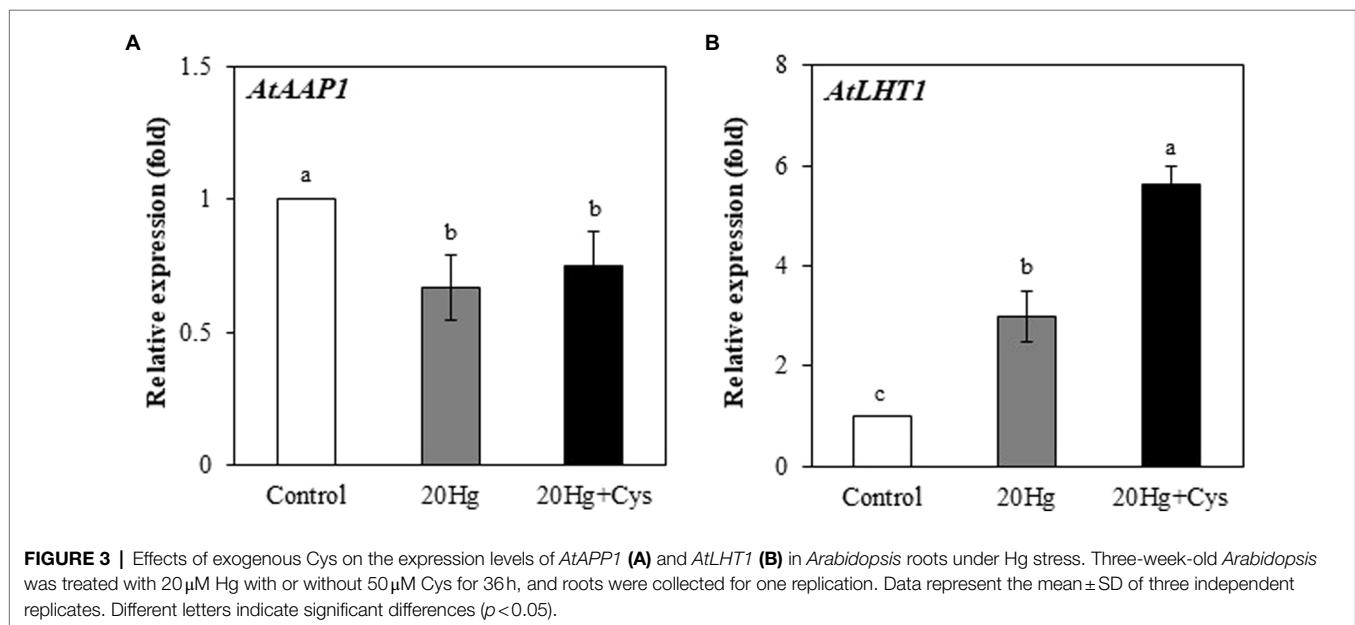 A
B
1.5
AtAAP1
1
0.5
0
Relative expression (fold)
a
b
b
Control
20Hg
20Hg+Cys
8
AtLHT1
6
4
2
0
Relative expression (fold)
c
b
a
Control
20Hg
20Hg+Cys
FIGURE 3 | Effects of exogenous Cys on the expression levels of AtAPP1 (A) and AtLHT1 (B) in Arabidopsis roots under Hg stress. Three-week-old Arabidopsis
was treated with 20 μM Hg with or without 50 μM Cys for 36 h, and roots were collected for one replication. Data represent the mean ± SD of three independent
replicates. Different letters indicate significant differences (p < 0.05).